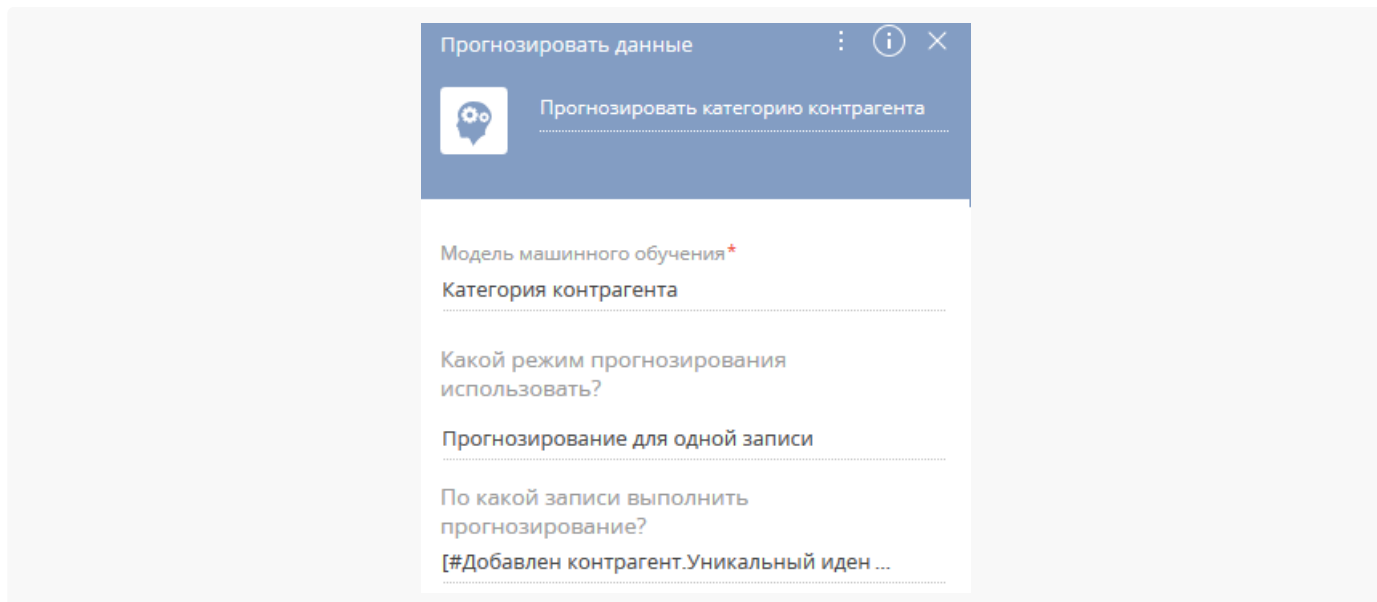 Прогнозировать данные
Прогнозировать категорию контрагента
Модель машинного обучения*
Категория контрагента
Какой режим прогнозирования
использовать?
Прогнозирование для одной записи
По какой записи выполнить
прогнозирование?
[#Добавлен контрагент.Уникальный иден ...